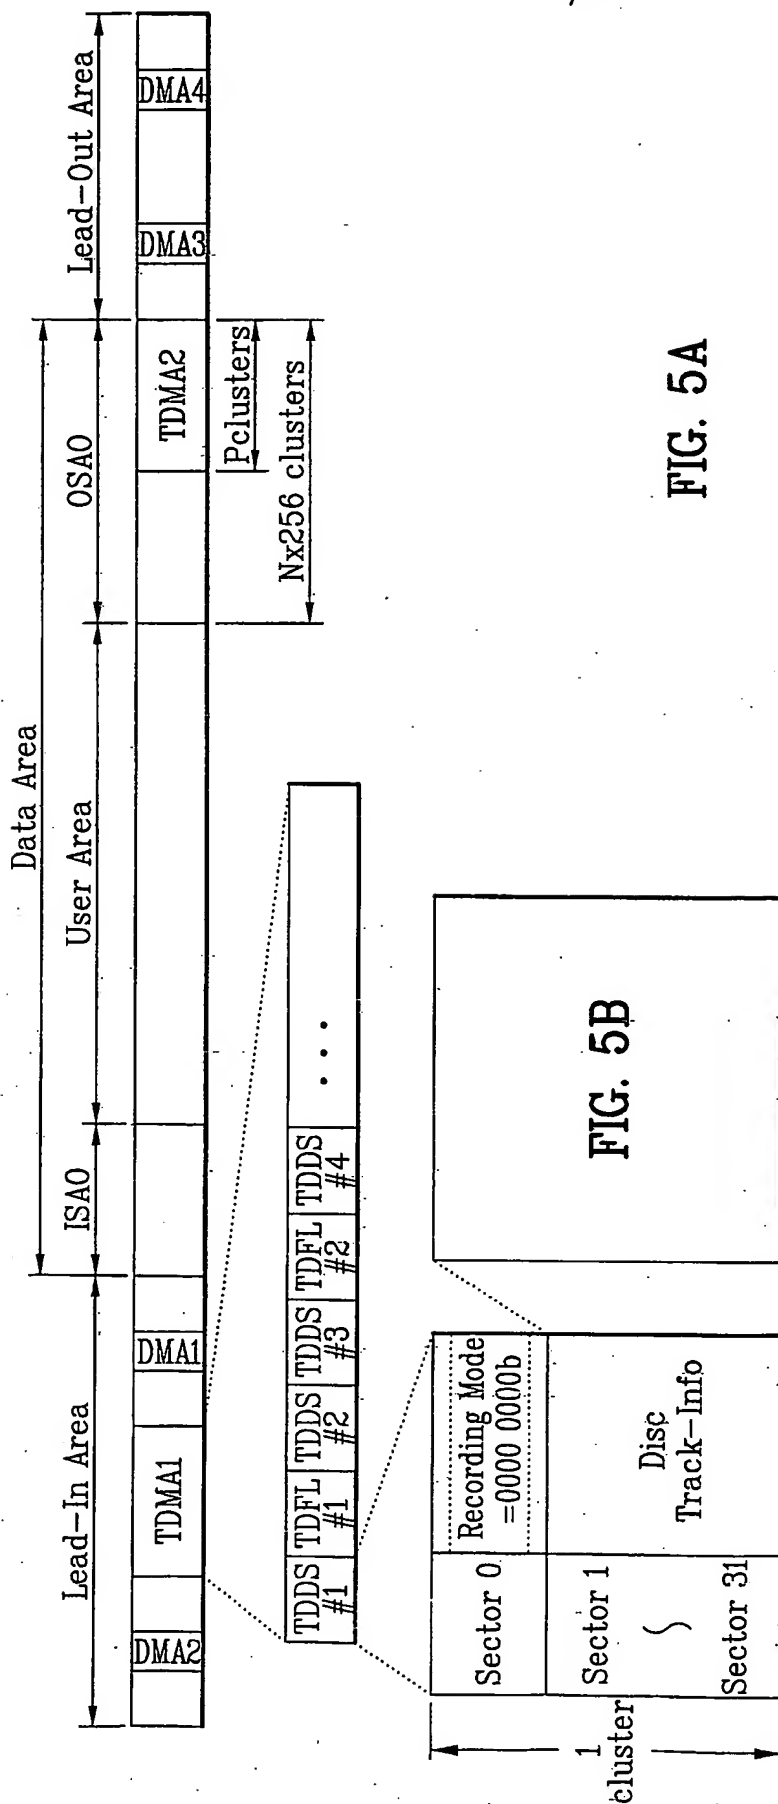 Data Area
Lead-In Area
ISA0
User Area
OSA0
Lead-Out Area
DMA2
TDMA1
DMA1
TDMA2
DMA3
DMA4
Pclusters
Nx256 clusters
TDDS
#1
TDFL
#1
TDDS
#2
TDDS
#3
TDFL
#2
TDDS
#4
...
1
cluster
Sector 0
Recording Mode
=0000 0000b
Sector 1
Sector 31
Disc
Track-Info
FIG. 5B
FIG. 5A